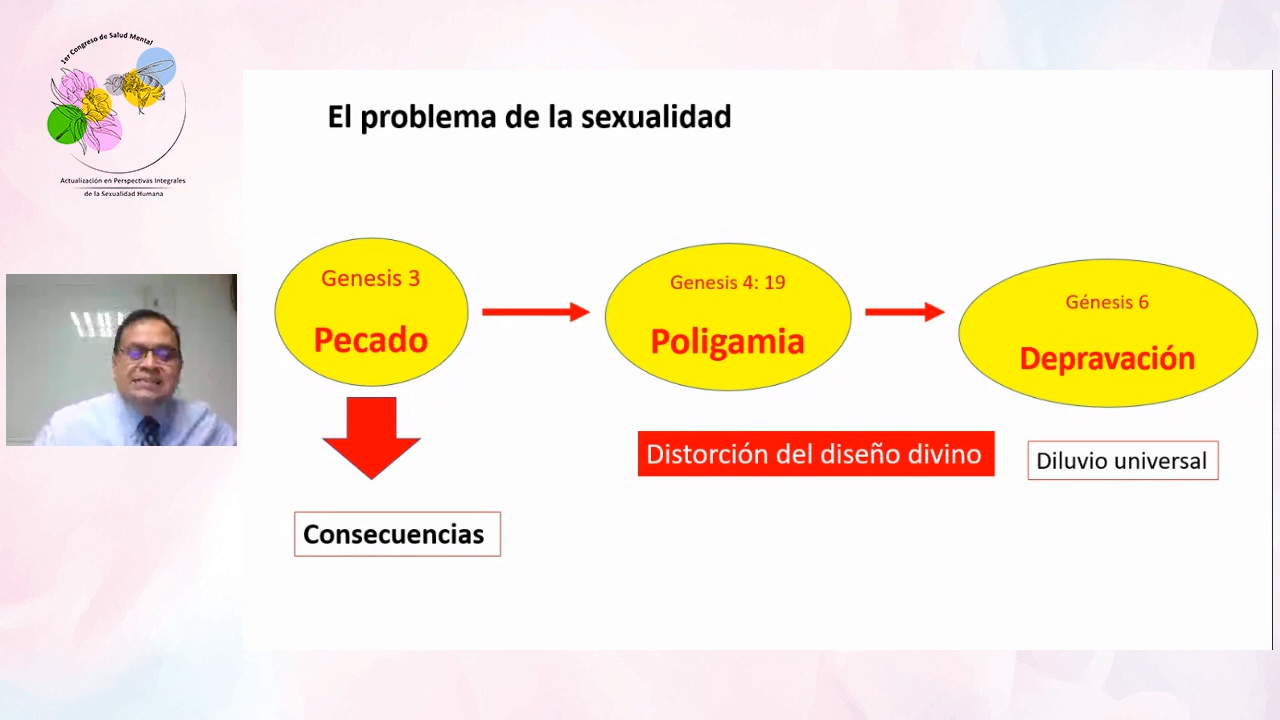 1er Congreso de Salud Mental
Actualización en Perspectivas Integrales
de la Sexualidad Humana
El problema de la sexualidad
Genesis 3
Pecado
Genesis 4: 19
Poligamia
Génesis 6
Depravación
Distorción del diseño divino
Diluvio universal
Consecuencias